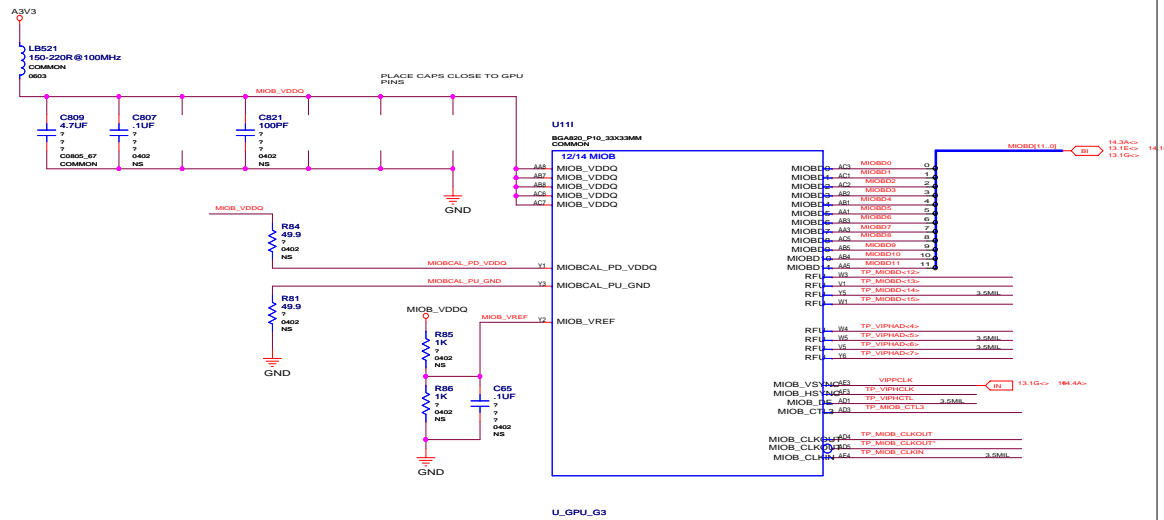 A3V3
LB521
150-220R@100MHz
COMMON
0603
PLACE CAPS CLOSE TO GPU
PINS
MIOB_VDDQ
C809
4.7UF
?
?
?
C0805_67
COMMON
C807
.1UF
?
?
?
0402
NS
C821
100PF
?
?
?
0402
NS
GND
U11I
BGA820_P10_33X33MM
COMMON
12/14 MIOB
AA8 MIOB_VDDQ
AB7 MIOB_VDDQ
AB8 MIOB_VDDQ
AC6 MIOB_VDDQ
AC7 MIOB_VDDQ
MIOB_VDDQ
R84
49.9
?
0402
NS
MIOBCAL_PD_VDDQ Y1 MIOBCAL_PD_VDDQ
MIOBCAL_PU_GND Y3 MIOBCAL_PU_GND
R81
49.9
?
0402
NS
GND
MIOB_VDDQ
MIOB_VREF Y2 MIOB_VREF
R85
1K
?
0402
NS
R86
1K
?
0402
NS
C65
.1UF
?
?
?
0402
NS
GND
MIOBD0 AC3 MIOBD0 0
MIOBD1 AC1 MIOBD1 1
MIOBD2 AC2 MIOBD2 2
MIOBD3 AB2 MIOBD3 3
MIOBD4 AB1 MIOBD4 4
MIOBD5 AA1 MIOBD5 5
MIOBD6 AB3 MIOBD6 6
MIOBD7 AA3 MIOBD7 7
MIOBD8 AC5 MIOBD8 8
MIOBD9 AB5 MIOBD9 9
MIOBD10 AB4 MIOBD10 10
MIOBD11 AA5 MIOBD11 11
MIOBD[11..0] BI
14.3A<>
13.1E<>
13.1G<>
RFU W3 TP_MIOBD<12>
RFU V1 TP_MIOBD<13>
RFU Y5 TP_MIOBD<14> 3.5MIL
RFU W1 TP_MIOBD<15>
RFU W4 TP_VIPHAD<4>
RFU W5 TP_VIPHAD<5> 3.5MIL
RFU V5 TP_VIPHAD<6> 3.5MIL
RFU Y6 TP_VIPHAD<7>
MIOB_VSYNC AE3 VIPPCLK IN 13.1G<>
MIOB_HSYNC AF3 TP_VIPHCLK
MIOB_DE AD1 TP_VIPHCTL 3.5MIL
MIOB_CTL3 AD3 TP_MIOB_CTL3
MIOB_CLKOUT AD4 TP_MIOB_CLKOUT
MIOB_CLKOUT AD5 TP_MIOB_CLKOUT*
MIOB_CLKIN AE4 TP_MIOB_CLKIN 3.5MIL
U_GPU_G3